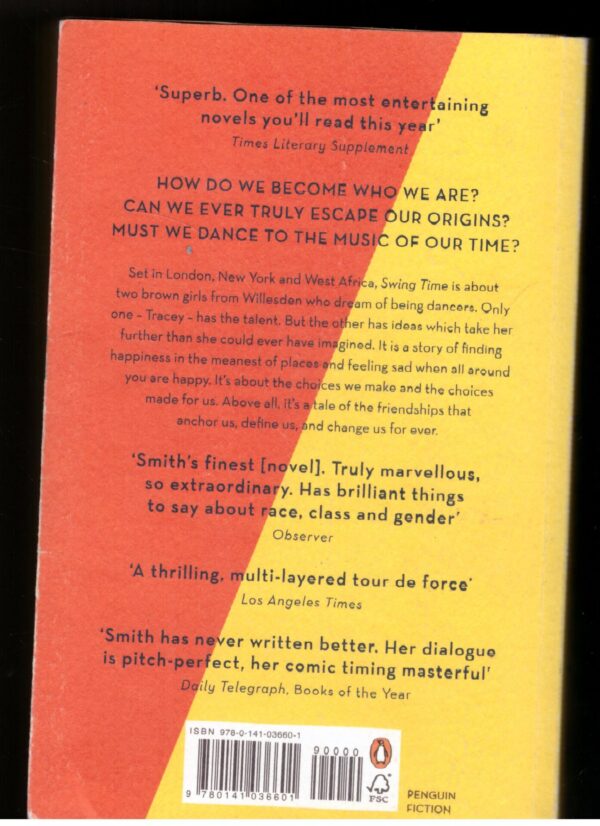 'Superb. One of the most entertaining
novels you'll read this year'
Times Literary Supplement
HOW DO WE BECOME WHO WE ARE?
CAN WE EVER TRULY ESCAPE OUR ORIGINS?
MUST WE DANCE TO THE MUSIC OF OUR TIME?
Set in London, New York and West Africa, Swing Time is about
two brown girls from Willesden who dream of being dancers. Only
one – Tracey – has the talent. But the other has ideas which take her
further than she could ever have imagined. It is a story of finding
happiness in the meanest of places and feeling sad when all around
you are happy. It's about the choices we make and the choices
made for us. Above all, it's a tale of the friendships that
anchor us, define us, and change us for ever.
'Smith's finest [novel]. Truly marvellous,
so extraordinary. Has brilliant things
to say about race, class and gender'
Observer
'A thrilling, multi-layered tour de force'
Los Angeles Times
'Smith has never written better. Her dialogue
is pitch-perfect, her comic timing masterful'
Daily Telegraph, Books of the Year
ISBN 978-0-141-03660-1
90000
9 780141 036601
FSC
PENGUIN
FICTION